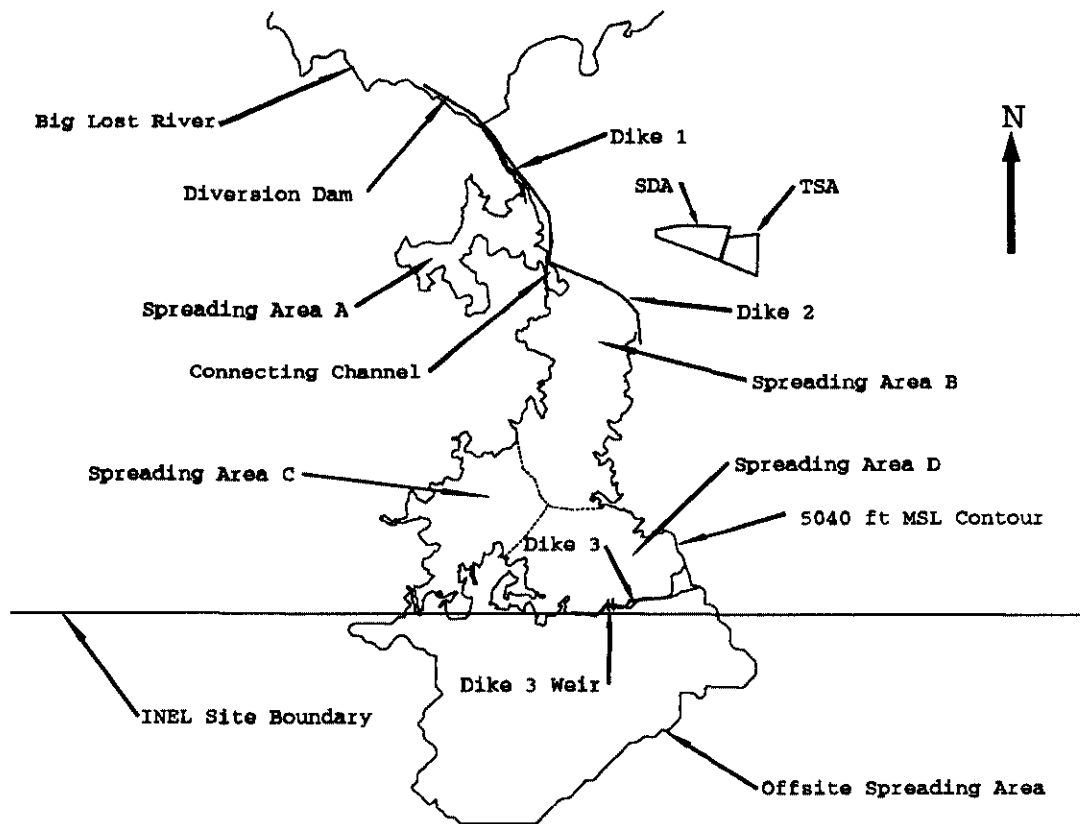 N
Big Lost River
Dike 1
SDA
TSA
Diversion Dam
Spreading Area A
Dike 2
Connecting Channel
Spreading Area B
Spreading Area C
Spreading Area D
5040 ft MSL Contour
Dike 3
Dike 3 Weir
INEL Site Boundary
Offsite Spreading Area